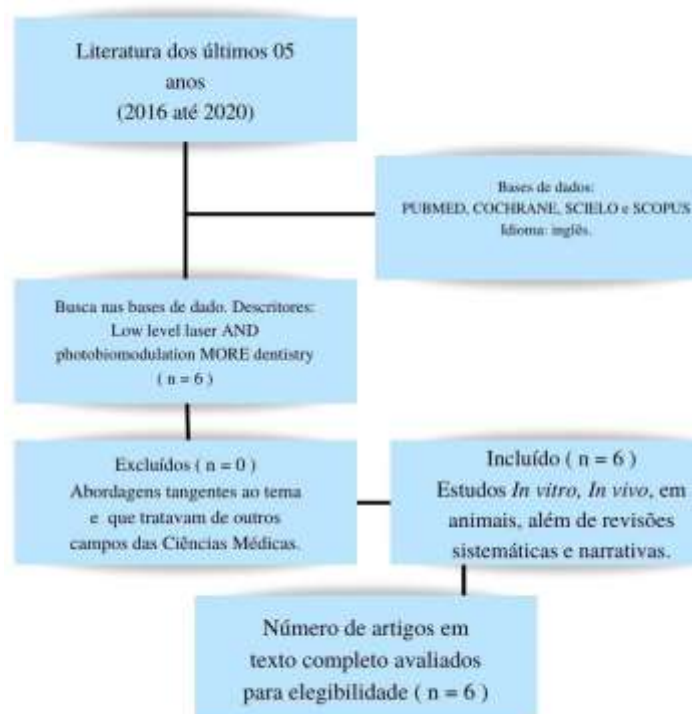 Literatura dos últimos 05
anos
(2016 até 2020)
Bases de dados:
PUBMED, COCHRANE, SCIELO e SCOPUS
Idioma: inglês.
Busca nas bases de dado. Descritores:
Low level laser AND
photobiomodulation MORE dentistry
( n = 6 )
Excluídos ( n = 0 )
Abordagens tangentes ao tema
e que tratavam de outros
campos das Ciências Médicas.
Incluído ( n = 6 )
Estudos In vitro, In vivo, em
animais, além de revisões
sistemáticas e narrativas.
Número de artigos em
texto completo avaliados
para elegibilidade ( n = 6 )